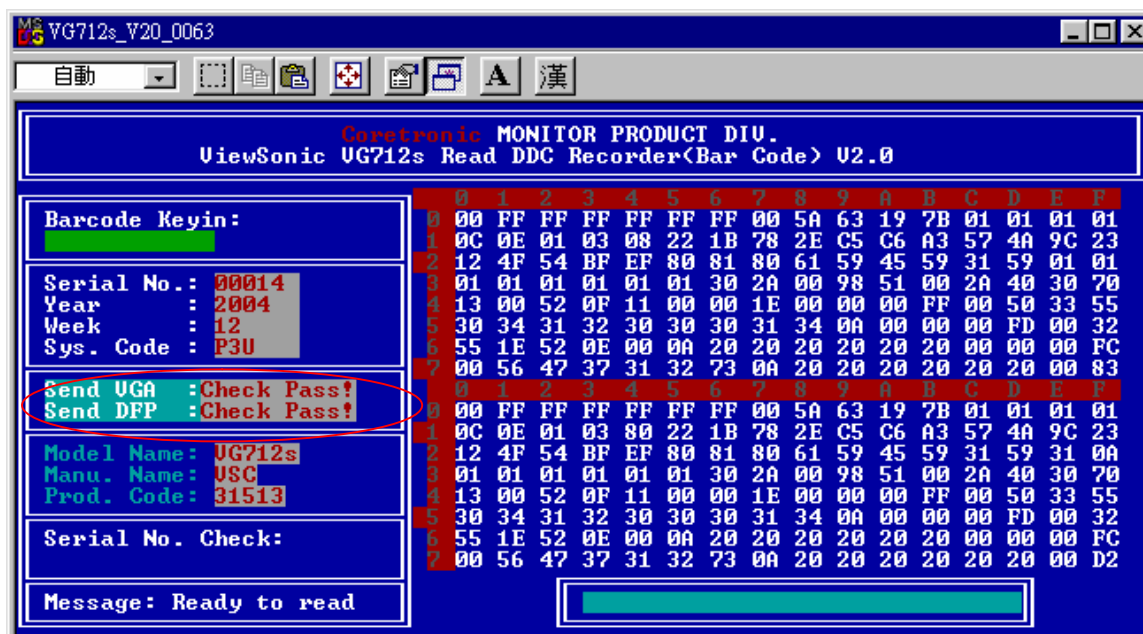 VG712s_V20_0063
自動
A 漢
Coretronic MONITOR PRODUCT DIV.
ViewSonic VG712s Read DDC Recorder(Bar Code) V2.0
Barcode Keyin:
Serial No.: 00014
Year : 2004
Week : 12
Sys. Code : P3U
Send VGA :Check Pass!
Send DFP :Check Pass!
Model Name: VG712s
Manu. Name: VSC
Prod. Code: 31513
Serial No. Check:
Message: Ready to read
0 1 2 3 4 5 6 7 8 9 A B C D E F
0 00 FF FF FF FF FF FF 00 5A 63 19 7B 01 01 01 01
1 0C 0E 01 03 08 22 1B 78 2E C5 C6 A3 57 4A 9C 23
2 12 4F 54 BF EF 80 81 80 61 59 45 59 31 59 01 01
3 01 01 01 01 01 01 30 2A 00 98 51 00 2A 40 30 70
4 13 00 52 0F 11 00 00 1E 00 00 00 FF 00 50 33 55
5 30 34 31 32 30 30 30 31 34 0A 00 00 00 FD 00 32
6 55 1E 52 0E 00 0A 20 20 20 20 20 20 00 00 00 FC
7 00 56 47 37 31 32 73 0A 20 20 20 20 20 20 00 83
0 1 2 3 4 5 6 7 8 9 A B C D E F
0 00 FF FF FF FF FF FF 00 5A 63 19 7B 01 01 01 01
1 0C 0E 01 03 80 22 1B 78 2E C5 C6 A3 57 4A 9C 23
2 12 4F 54 BF EF 80 81 80 61 59 45 59 31 59 31 0A
3 01 01 01 01 01 01 30 2A 00 98 51 00 2A 40 30 70
4 13 00 52 0F 11 00 00 1E 00 00 00 FF 00 50 33 55
5 30 34 31 32 30 30 30 31 34 0A 00 00 00 FD 00 32
6 55 1E 52 0E 00 0A 20 20 20 20 20 20 00 00 00 FC
7 00 56 47 37 31 32 73 0A 20 20 20 20 20 20 00 D2